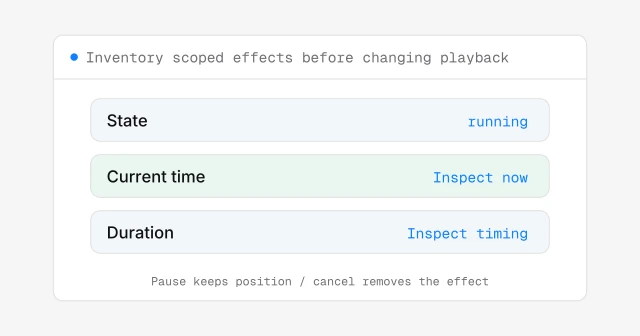 Inventory scoped effects before changing playback
State running
Current time Inspect now
Duration Inspect timing
Pause keeps position / cancel removes the effect